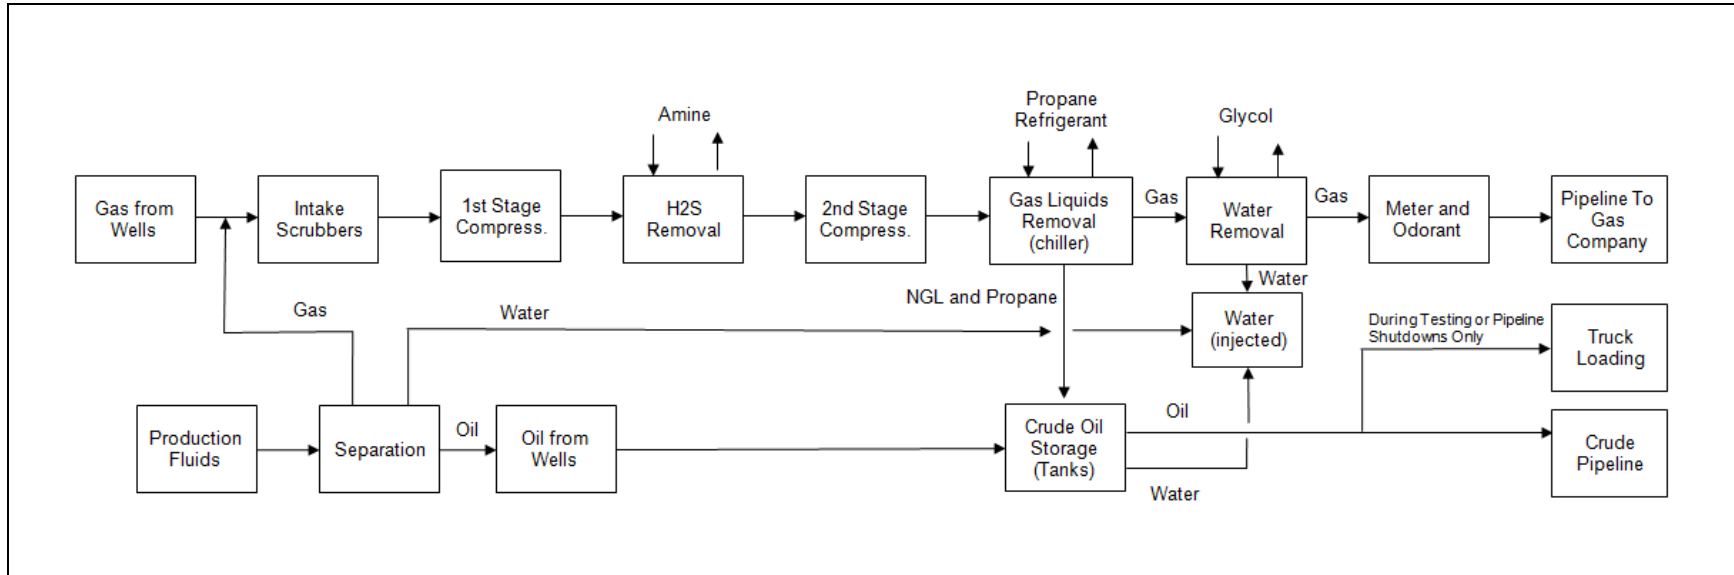 Amine
Propane
Refrigerant
Glycol
Gas from
Wells
Intake
Scrubbers
1st Stage
Compress.
H2S
Removal
2nd Stage
Compress.
Gas Liquids
Removal
(chiller)
Gas
Water
Removal
Gas
Meter and
Odorant
Pipeline To
Gas
Company
Gas
Water
NGL and Propane
Water
Water
(injected)
During Testing or Pipeline
Shutdowns Only
Truck
Loading
Production
Fluids
Separation
Oil
Oil from
Wells
Crude Oil
Storage
(Tanks)
Oil
Water
Crude
Pipeline